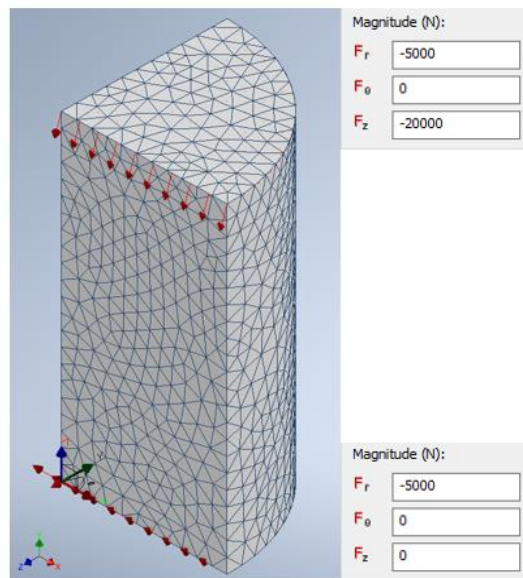 Magnitude (N):
Fr -5000
Fθ 0
Fz -20000
Y
z x
Magnitude (N):
Fr -5000
Fθ 0
Fz 0